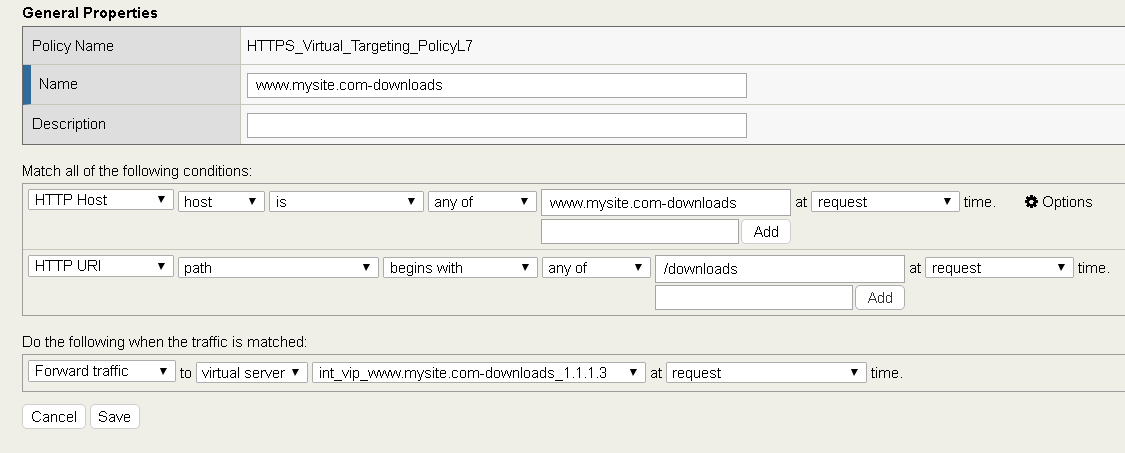 General Properties
Policy Name HTTPS_Virtual_Targeting_PolicyL7
Name www.mysite.com-downloads
Description
Match all of the following conditions:
HTTP Host host is any of www.mysite.com-downloads at request time. Options
Add
HTTP URI path begins with any of /downloads at request time.
Add
Do the following when the traffic is matched:
Forward traffic to virtual server int_vip_www.mysite.com-downloads_1.1.1.3 at request time.
Cancel Save